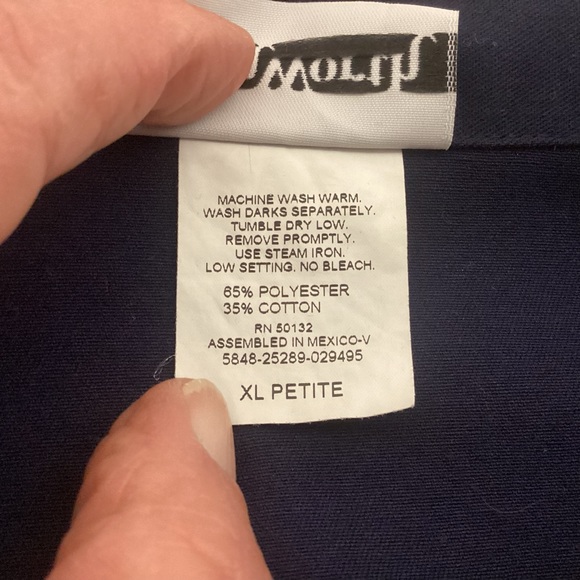 worth
MACHINE WASH WARM.
WASH DARKS SEPARATELY.
TUMBLE DRY LOW.
REMOVE PROMPTLY.
USE STEAM IRON.
LOW SETTING. NO BLEACH.
65% POLYESTER
35% COTTON
RN 50132
ASSEMBLED IN MEXICO-V
5848-25289-029495
XL PETITE